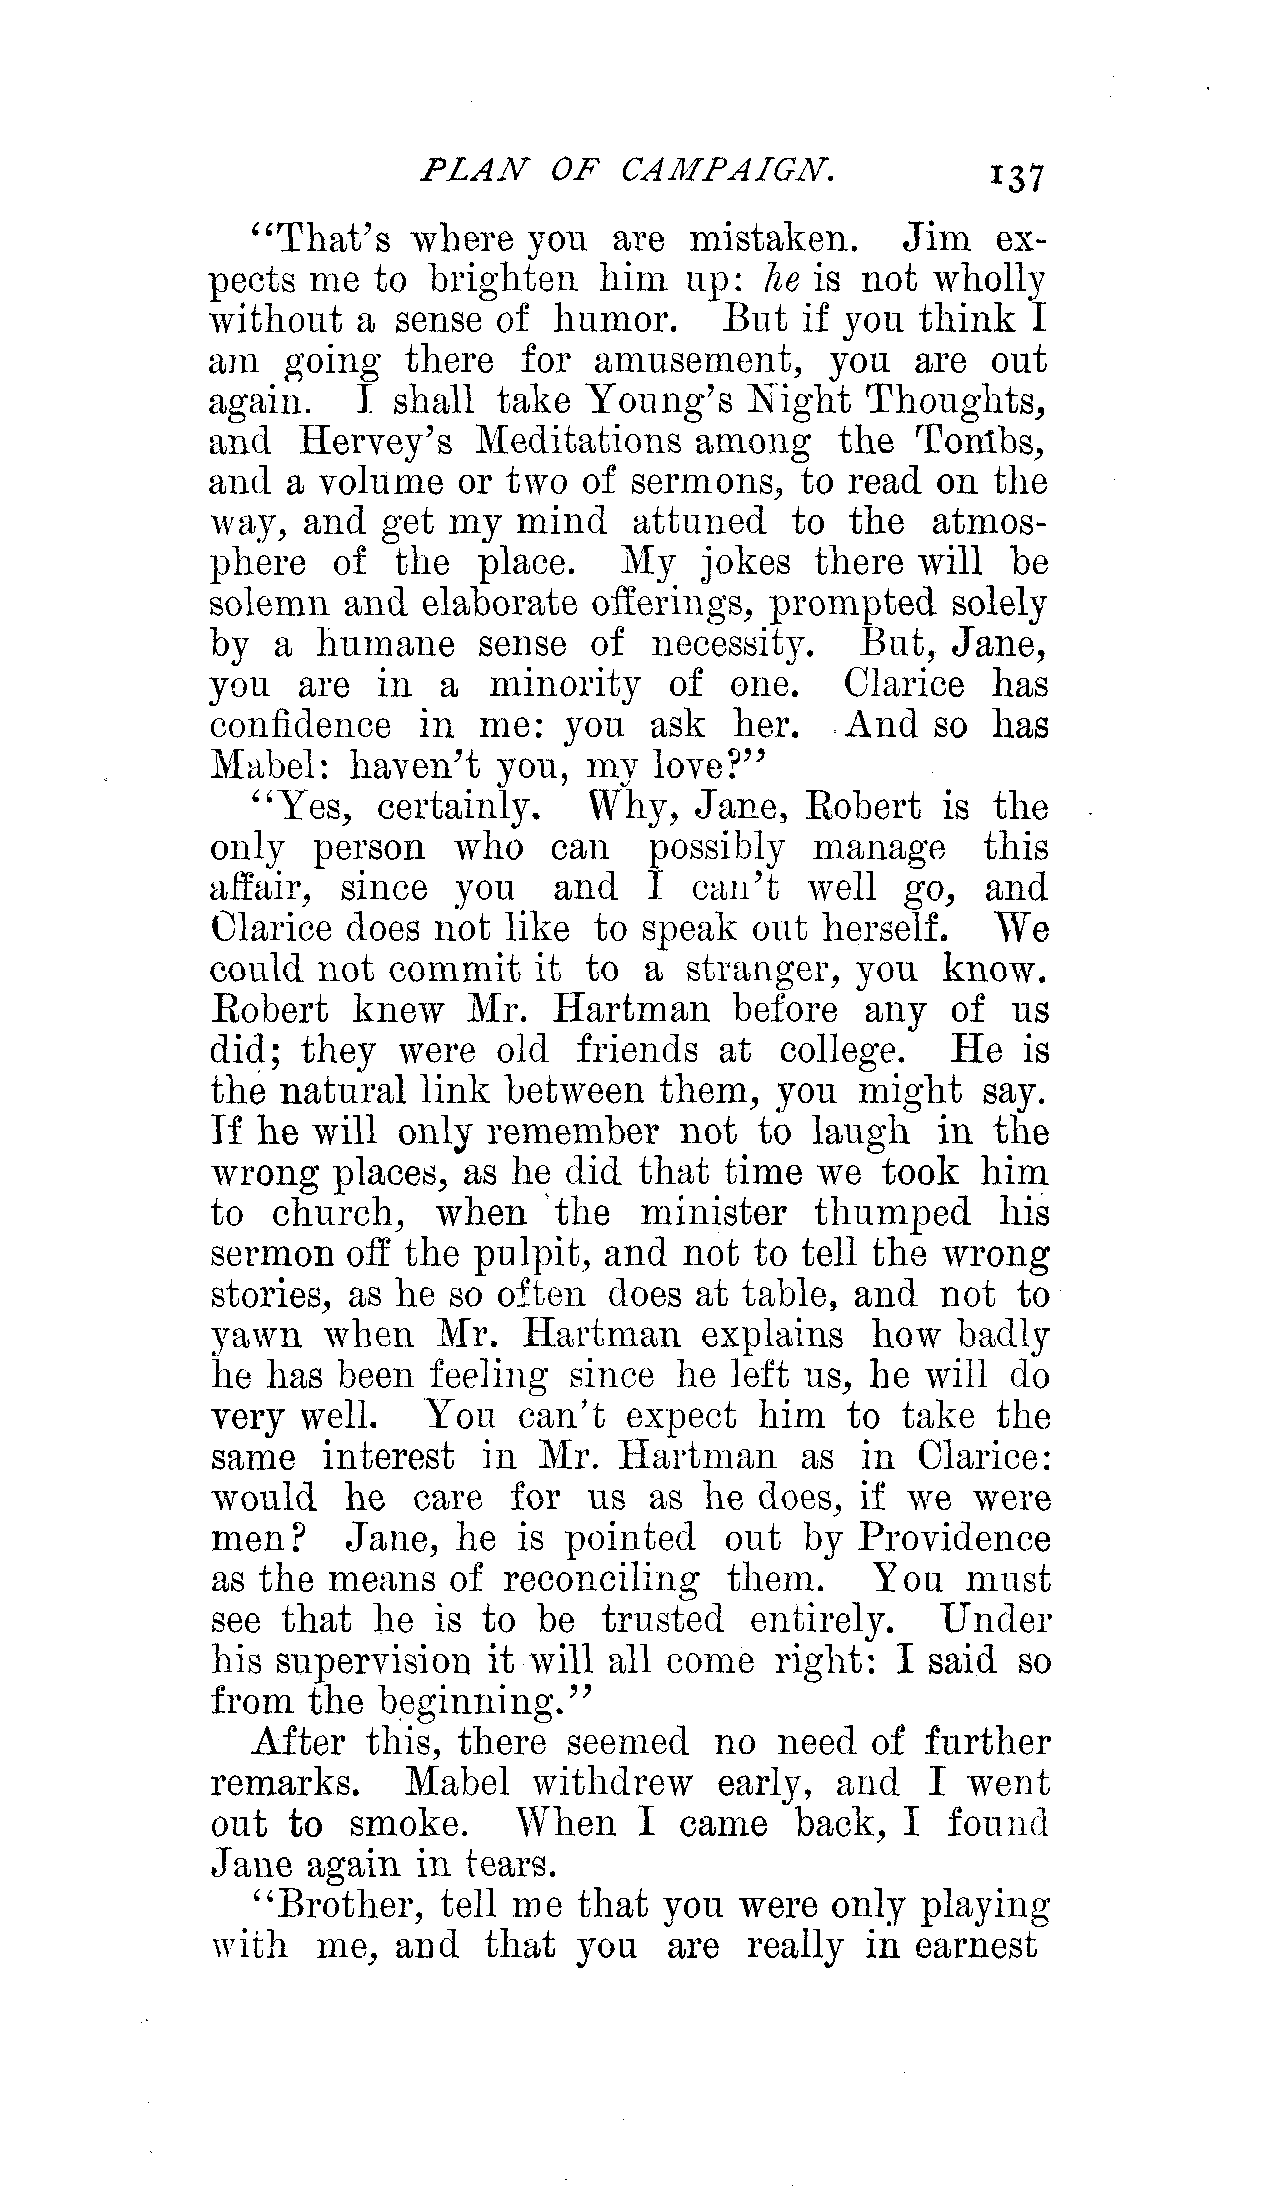 PLAN OF CAMPAIGN. 137
"That's where you are mistaken. Jim ex-
pects me to brighten him up: he is not wholly
without a sense of humor. But if you think I
am going there for amusement, you are out
again. I shall take Young's Night Thoughts,
and Hervey's Meditations among the Tombs,
and a volume or two of sermons, to read on the
way, and get my mind attuned to the atmos-
phere of the place. My jokes there will be
solemn and elaborate offerings, prompted solely
by a humane sense of necessity. But, Jane,
you are in a minority of one. Clarice has
confidence in me: you ask her. And so has
Mabel: haven't you, my love?"
"Yes, certainly. Why, Jane, Robert is the
only person who can possibly manage this
affair, since you and I can't well go, and
Clarice does not like to speak out herself. We
could not commit it to a stranger, you know.
Robert knew Mr. Hartman before any of us
did; they were old friends at college. He is
the natural link between them, you might say.
If he will only remember not to laugh in the
wrong places, as he did that time we took him
to church, when the minister thumped his
sermon off the pulpit, and not to tell the wrong
stories, as he so often does at table, and not to
yawn when Mr. Hartman explains how badly
he has been feeling since he left us, he will do
very well. You can't expect him to take the
same interest in Mr. Hartman as in Clarice:
would he care for us as he does, if we were
men? Jane, he is pointed out by Providence
as the means of reconciling them. You must
see that he is to be trusted entirely. Under
his supervision it will all come right: I said so
from the beginning."
After this, there seemed no need of further
remarks. Mabel withdrew early, and I went
out to smoke. When I came back, I found
Jane again in tears.
"Brother, tell me that you were only playing
with me, and that you are really in earnest